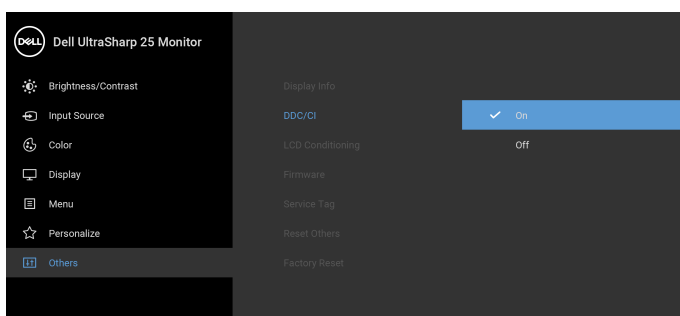 DELL Dell UltraSharp 25 Monitor
Brightness/Contrast
Display Info
Input Source
DDC/CI
On
Color
LCD Conditioning
Off
Display
Firmware
Menu
Service Tag
Personalize
Reset Others
Others
Factory Reset